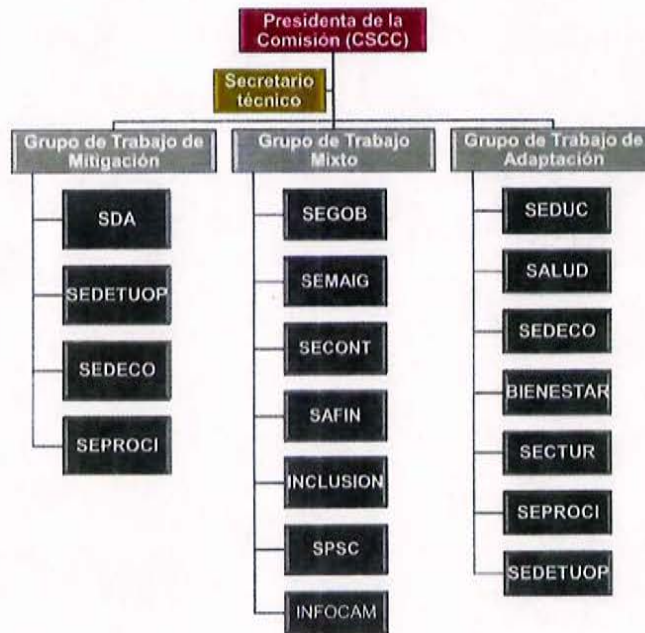 Presidenta de la
Comisión (CSCC)
Secretario
técnico
Grupo de Trabajo de
Mitigación
SDA
SEDETUOP
SEDECO
SEPROCI
Grupo de Trabajo
Mixto
SEGOB
SEMAIG
SECONT
SAFIN
INCLUSION
SPSC
INFOCAM
Grupo de Trabajo de
Adaptación
SEDUC
SALUD
SEDECO
BIENESTAR
SECTUR
SEPROCI
SEDETUOP